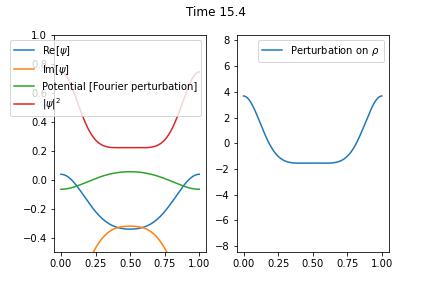 Time 15.4
Re[ψ]
Im[ψ]
Potential [Fourier perturbation]
|ψ|²
1.0
0.8
0.6
0.4
0.2
0.0
−0.2
−0.4
0.00 0.25 0.50 0.75 1.00
Perturbation on ρ
8
6
4
2
0
−2
−4
−6
−8
0.00 0.25 0.50 0.75 1.00